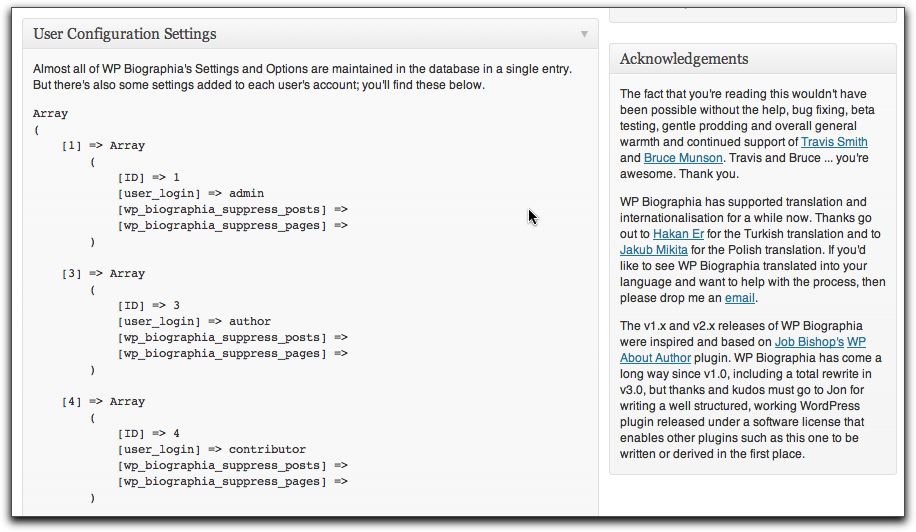 User Configuration Settings
Almost all of WP Biographia's Settings and Options are maintained in the database in a single entry.
But there's also some settings added to each user's account; you'll find these below.
Array
(
    [1] => Array
        (
            [ID] => 1
            [user_login] => admin
            [wp_biographia_suppress_posts] =>
            [wp_biographia_suppress_pages] =>
        )
    [3] => Array
        (
            [ID] => 3
            [user_login] => author
            [wp_biographia_suppress_posts] =>
            [wp_biographia_suppress_pages] =>
        )
    [4] => Array
        (
            [ID] => 4
            [user_login] => contributor
            [wp_biographia_suppress_posts] =>
            [wp_biographia_suppress_pages] =>
        )
Acknowledgements
The fact that you're reading this wouldn't have
been possible without the help, bug fixing, beta
testing, gentle prodding and overall general
warmth and continued support of Travis Smith
and Bruce Munson. Travis and Bruce ... you're
awesome. Thank you.
WP Biographia has supported translation and
internationalisation for a while now. Thanks go
out to Hakan Er for the Turkish translation and to
Jakub Mikita for the Polish translation. If you'd
like to see WP Biographia translated into your
language and want to help with the process, then
please drop me an email.
The v1.x and v2.x releases of WP Biographia
were inspired and based on Job Bishop's WP
About Author plugin. WP Biographia has come a
long way since v1.0, including a total rewrite in
v3.0, but thanks and kudos must go to Jon for
writing a well structured, working WordPress
plugin released under a software license that
enables other plugins such as this one to be
written or derived in the first place.